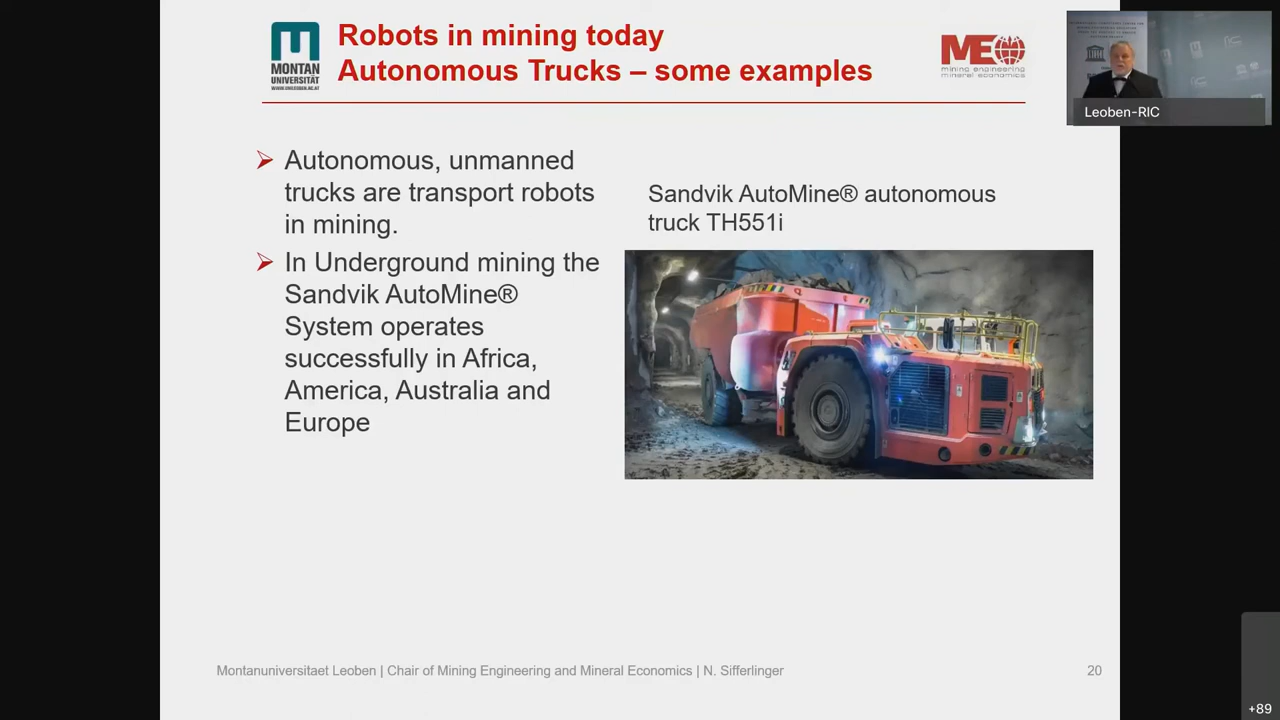 MONTAN
UNIVERSITÄT
WWW.UNILEOBEN.AC.AT
Robots in mining today
Autonomous Trucks – some examples
ME
mining engineering
mineral economics
Leoben-RIC
➢ Autonomous, unmanned
trucks are transport robots
in mining.
➢ In Underground mining the
Sandvik AutoMine®
System operates
successfully in Africa,
America, Australia and
Europe
Sandvik AutoMine® autonomous
truck TH551i
Montanuniversitaet Leoben | Chair of Mining Engineering and Mineral Economics | N. Sifferlinger
20
+89